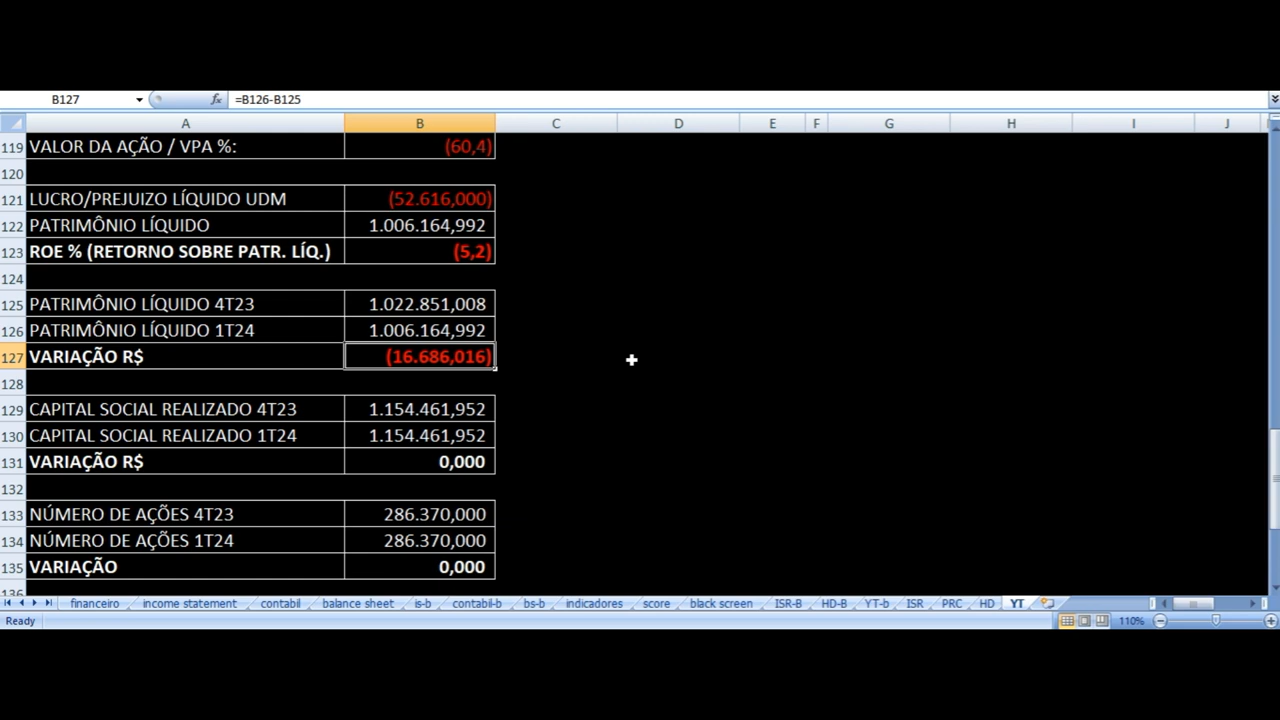 B127 fx =B126-B125
A B C D E F G H I J
119 VALOR DA AÇÃO / VPA %: (60,4)
120
121 LUCRO/PREJUIZO LÍQUIDO UDM (52.616,000)
122 PATRIMÔNIO LÍQUIDO 1.006.164,992
123 ROE % (RETORNO SOBRE PATR. LÍQ.) (5,2)
124
125 PATRIMÔNIO LÍQUIDO 4T23 1.022.851,008
126 PATRIMÔNIO LÍQUIDO 1T24 1.006.164,992
127 VARIAÇÃO R$ (16.686,016)
128
129 CAPITAL SOCIAL REALIZADO 4T23 1.154.461,952
130 CAPITAL SOCIAL REALIZADO 1T24 1.154.461,952
131 VARIAÇÃO R$ 0,000
132
133 NÚMERO DE AÇÕES 4T23 286.370,000
134 NÚMERO DE AÇÕES 1T24 286.370,000
135 VARIAÇÃO 0,000
136
financeiro income statement contabil balance sheet is-b contabil-b bs-b indicadores score black screen ISR-B HD-B YT-b ISR PRC HD YT
Ready 110%